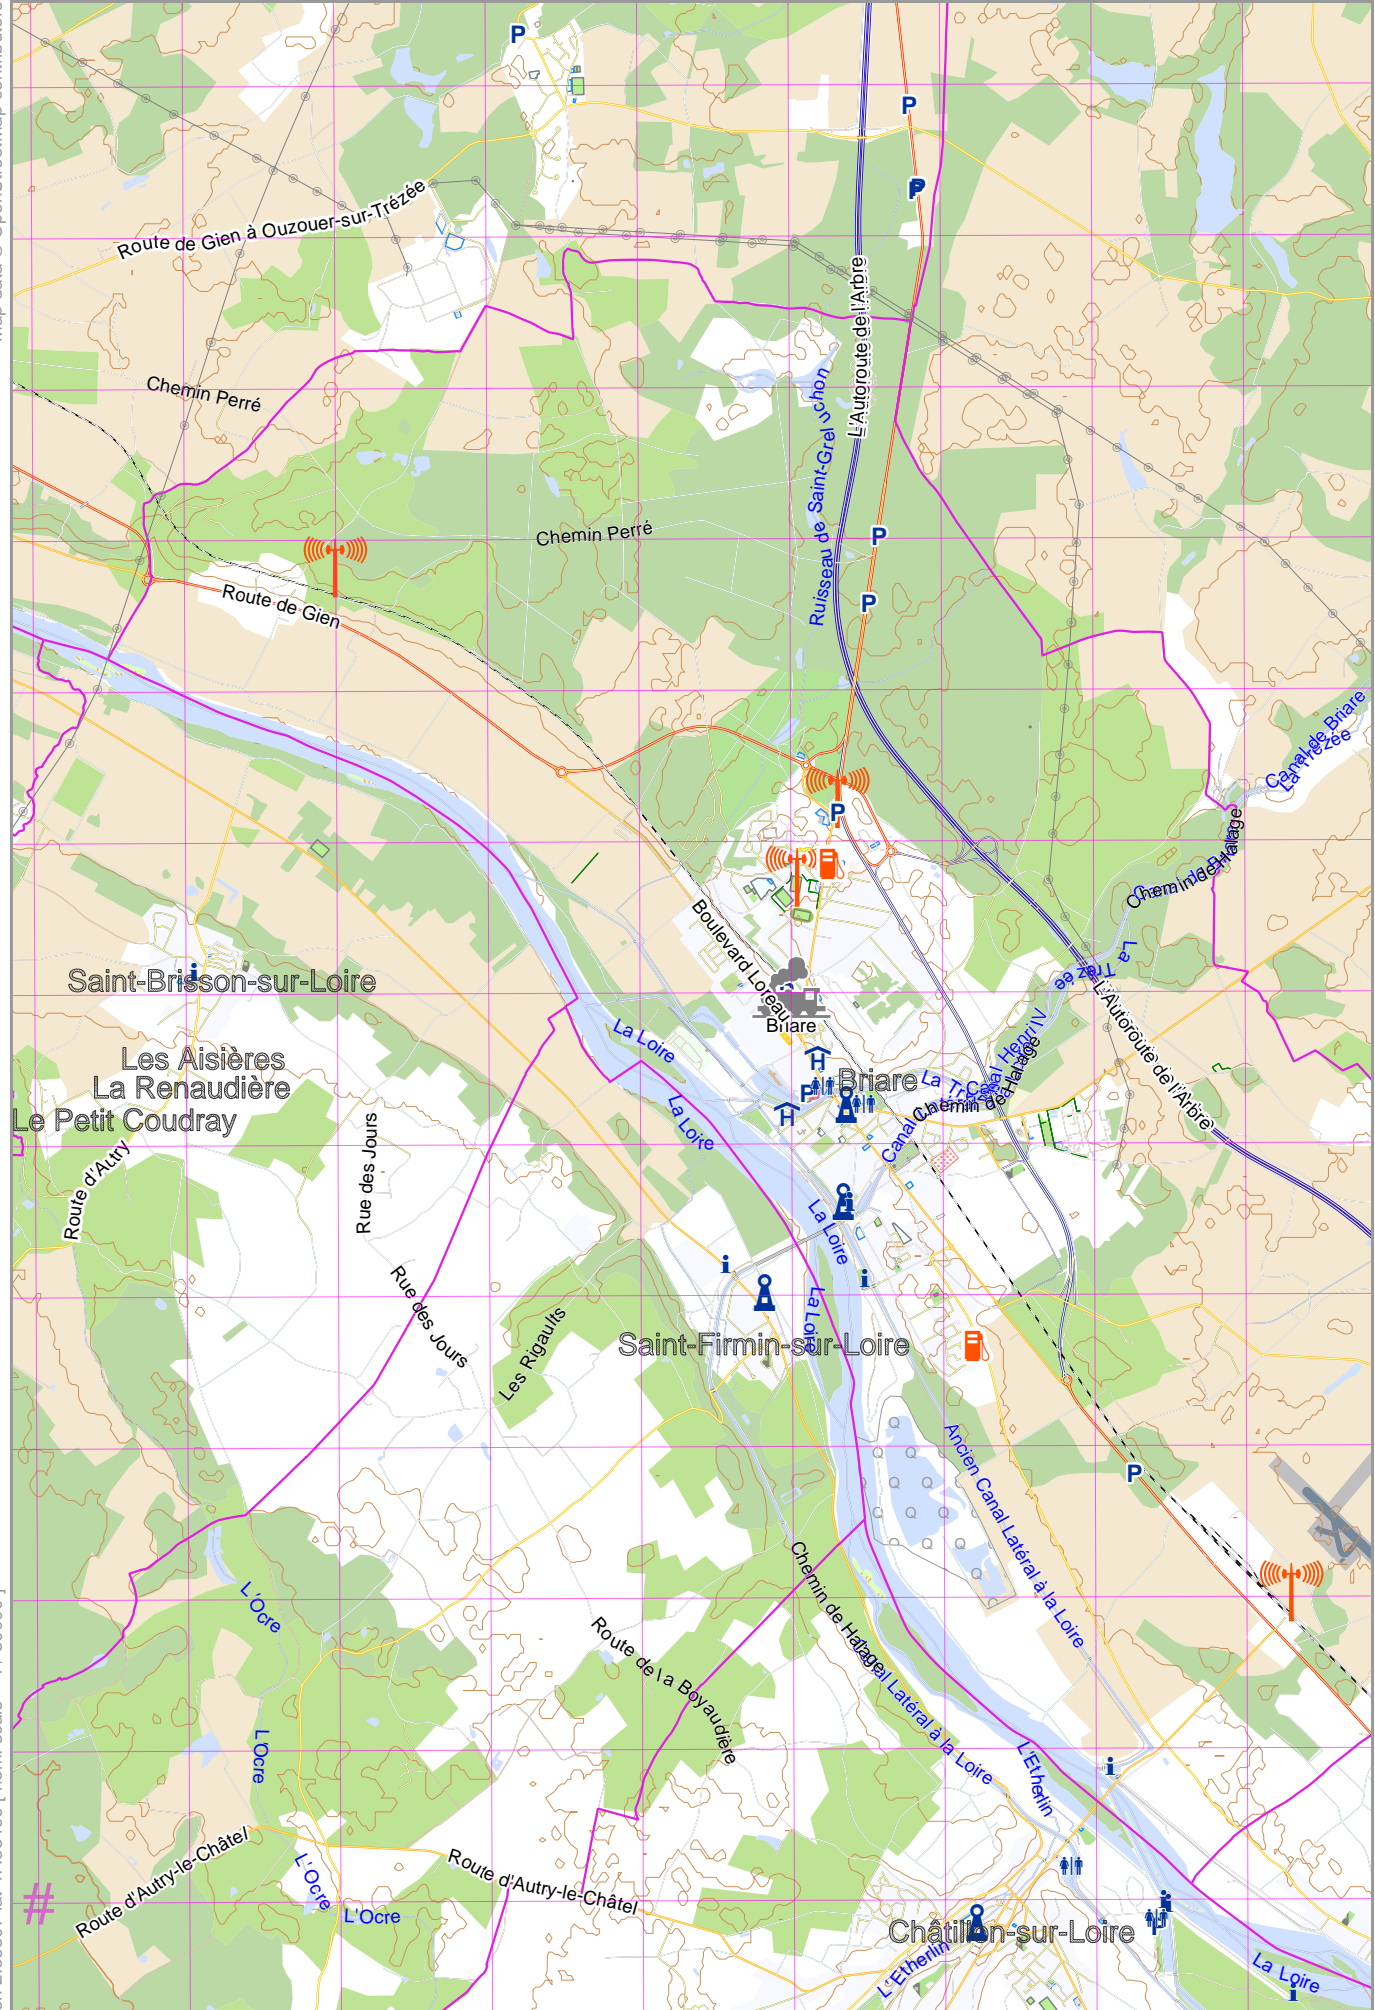 P
P
P
Route de Gien à Ouzouer-sur-Trézée
L'Autoroute de l'Arbre
Chemin Perré
Ruisseau de Saint-Greluchon
Chemin Perré
P
Route de Gien
P
Canal de Briare
La Trézée
P
Chemin de Halage
Boulevard Loreau
La Trézée
Saint-Brisson-sur-Loire
i
L'Autoroute de l'Arbre
Briare
La Loire
Canal Henri IV
Chemin de Halage
Les Aisières
La Renaudière
Le Petit Coudray
H
P
Briare
H
La Loire
Canal
Route d'Autry
Rue des Jours
La Loire
i
i
La Loire
Rue des Jours
Les Rigaults
Saint-Firmin-sur-Loire
Q
Q Q
Q Q
Q Q Q
Q Q
Q
Ancien Canal Latéral à la Loire
P
Chemin de Halage
L'Ocre
Route de la Boyaudière
Canal Latéral à la Loire
L'Ocre
L'Etherlin
i
Route d'Autry-le-Châtel
L'Ocre
Route d'Autry-le-Châtel
L'Ocre
#
Châtillon-sur-Loire
L'Etherlin
La Loire
i